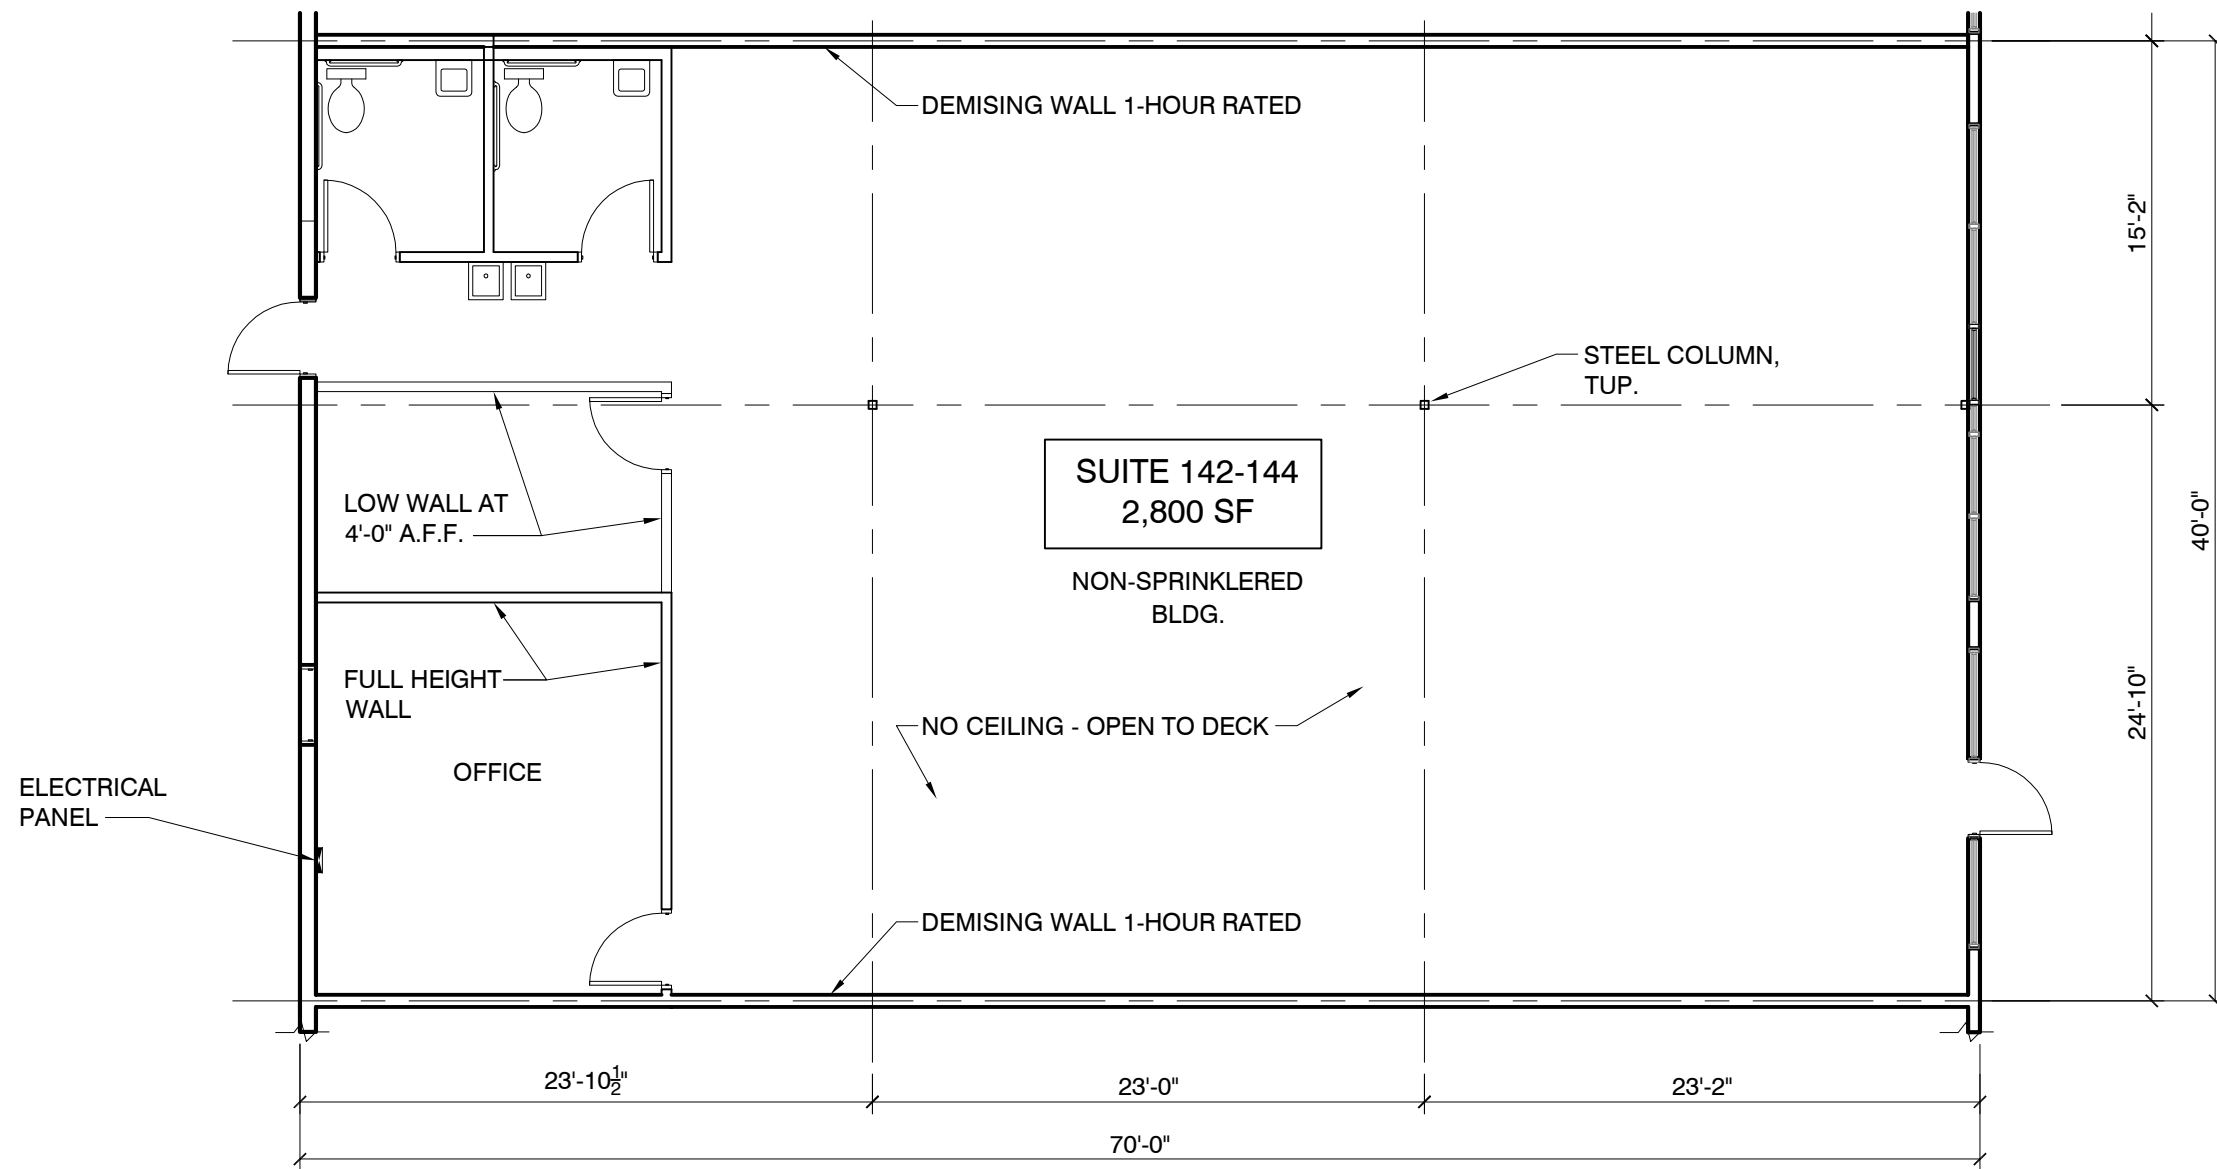 DEMISING WALL 1-HOUR RATED
15'-2"
STEEL COLUMN,
TUP.
SUITE 142-144
2,800 SF
LOW WALL AT
4'-0" A.F.F.
40'-0"
NON-SPRINKLERED
BLDG.
FULL HEIGHT
WALL
24'-10"
NO CEILING - OPEN TO DECK
OFFICE
ELECTRICAL
PANEL
DEMISING WALL 1-HOUR RATED
23'-10½"
23'-0"
23'-2"
70'-0"